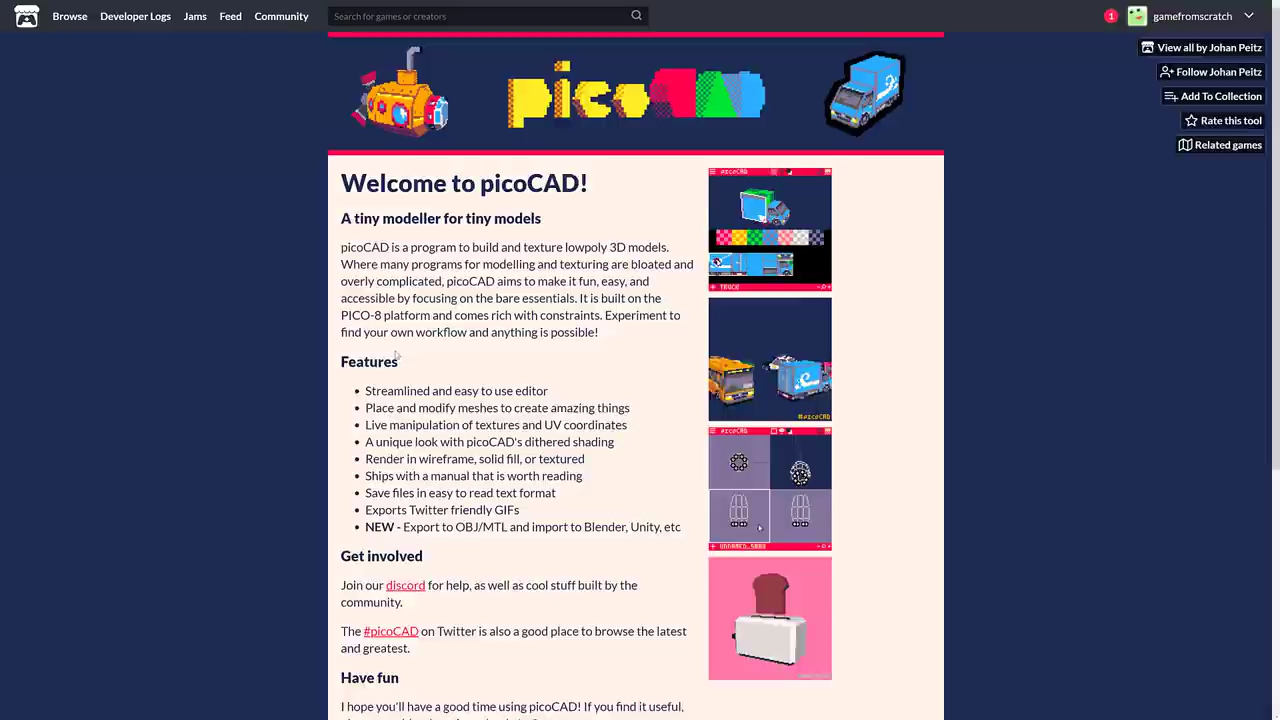 Browse Developer Logs Jams Feed Community
Search for games or creators
1 gamefromscratch
View all by Johan Peitz
Follow Johan Peitz
Add To Collection
Rate this tool
Related games
picoCAD
Welcome to picoCAD!
A tiny modeller for tiny models
picoCAD is a program to build and texture lowpoly 3D models.
Where many programs for modelling and texturing are bloated and
overly complicated, picoCAD aims to make it fun, easy, and
accessible by focusing on the bare essentials. It is built on the
PICO-8 platform and comes rich with constraints. Experiment to
find your own workflow and anything is possible!
Features
• Streamlined and easy to use editor
• Place and modify meshes to create amazing things
• Live manipulation of textures and UV coordinates
• A unique look with picoCAD's dithered shading
• Render in wireframe, solid fill, or textured
• Ships with a manual that is worth reading
• Save files in easy to read text format
• Exports Twitter friendly GIFs
• NEW - Export to OBJ/MTL and import to Blender, Unity, etc
Get involved
Join our discord for help, as well as cool stuff built by the
community.
The #picoCAD on Twitter is also a good place to browse the latest
and greatest.
Have fun
I hope you'll have a good time using picoCAD! If you find it useful,
#picoCAD
TRUCK
#picoCAD
#picoCAD